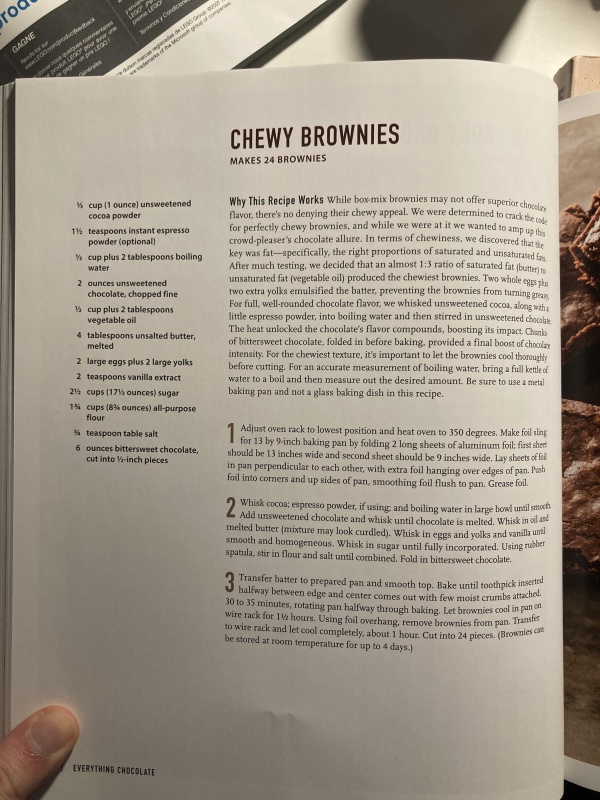 GAGNE
CHEWY BROWNIES
MAKES 24 BROWNIES
⅓ cup (1 ounce) unsweetened
cocoa powder
1½ teaspoons instant espresso
powder (optional)
½ cup plus 2 tablespoons boiling
water
2 ounces unsweetened
chocolate, chopped fine
½ cup plus 2 tablespoons
vegetable oil
4 tablespoons unsalted butter,
melted
2 large eggs plus 2 large yolks
2 teaspoons vanilla extract
2½ cups (17½ ounces) sugar
1¾ cups (8¾ ounces) all-purpose
flour
¾ teaspoon table salt
6 ounces bittersweet chocolate,
cut into ½-inch pieces
Why This Recipe Works While box-mix brownies may not offer superior chocolate
flavor, there's no denying their chewy appeal. We were determined to crack the code
for perfectly chewy brownies, and while we were at it we wanted to amp up this
crowd-pleaser's chocolate allure. In terms of chewiness, we discovered that the
key was fat—specifically, the right proportions of saturated and unsaturated fats.
After much testing, we decided that an almost 1:3 ratio of saturated fat (butter) to
unsaturated fat (vegetable oil) produced the chewiest brownies. Two whole eggs plus
two extra yolks emulsified the batter, preventing the brownies from turning greasy.
For full, well-rounded chocolate flavor, we whisked unsweetened cocoa, along with a
little espresso powder, into boiling water and then stirred in unsweetened chocolate.
The heat unlocked the chocolate's flavor compounds, boosting its impact. Chunks
of bittersweet chocolate, folded in before baking, provided a final boost of chocolate
intensity. For the chewiest texture, it's important to let the brownies cool thoroughly
before cutting. For an accurate measurement of boiling water, bring a full kettle of
water to a boil and then measure out the desired amount. Be sure to use a metal
baking pan and not a glass baking dish in this recipe.
1 Adjust oven rack to lowest position and heat oven to 350 degrees. Make foil sling
for 13 by 9-inch baking pan by folding 2 long sheets of aluminum foil; first sheet
should be 13 inches wide and second sheet should be 9 inches wide. Lay sheets of foil
in pan perpendicular to each other, with extra foil hanging over edges of pan. Push
foil into corners and up sides of pan, smoothing foil flush to pan. Grease foil.
2 Whisk cocoa; espresso powder, if using; and boiling water in large bowl until smooth.
Add unsweetened chocolate and whisk until chocolate is melted. Whisk in oil and
melted butter (mixture may look curdled). Whisk in eggs and yolks and vanilla until
smooth and homogeneous. Whisk in sugar until fully incorporated. Using rubber
spatula, stir in flour and salt until combined. Fold in bittersweet chocolate.
3 Transfer batter to prepared pan and smooth top. Bake until toothpick inserted
halfway between edge and center comes out with few moist crumbs attached,
30 to 35 minutes, rotating pan halfway through baking. Let brownies cool in pan on
wire rack for 1½ hours. Using foil overhang, remove brownies from pan. Transfer
to wire rack and let cool completely, about 1 hour. Cut into 24 pieces. (Brownies can
be stored at room temperature for up to 4 days.)
EVERYTHING CHOCOLATE